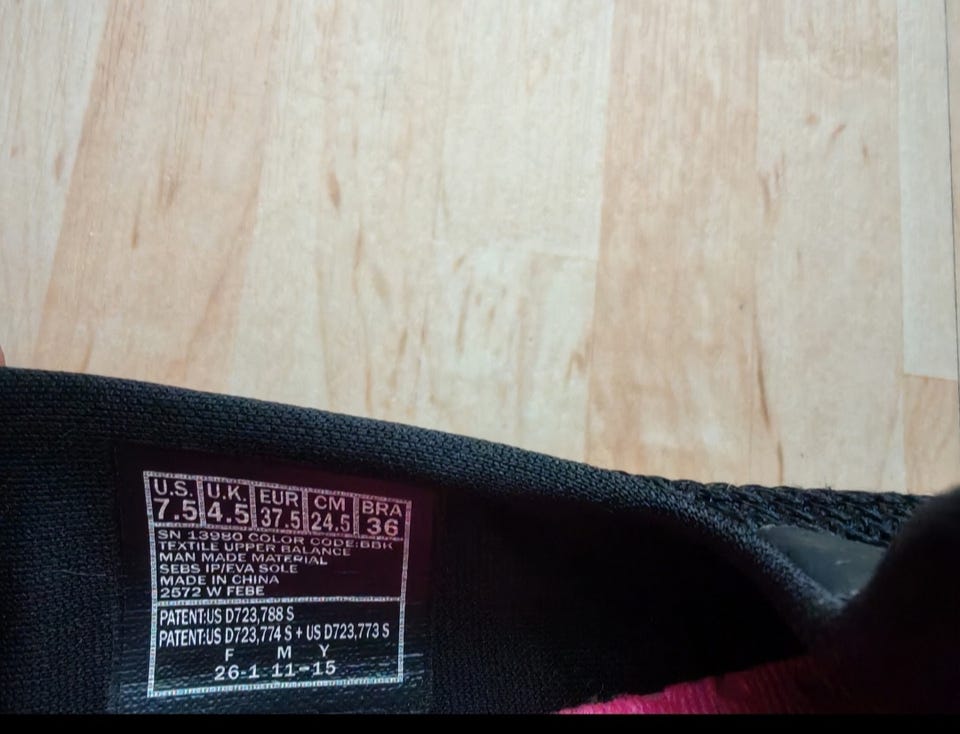 U.S. U.K. EUR CM BRA
7.5 4.5 37.5 24.5 36
SN 13980 COLOR CODE:BBK
TEXTILE UPPER BALANCE
MAN MADE MATERIAL
SEBS IP/EVA SOLE
MADE IN CHINA
2572 W FEBE
PATENT:US D723,788 S
PATENT:US D723,774 S + US D723,773 S
F M Y
26-1 11-15